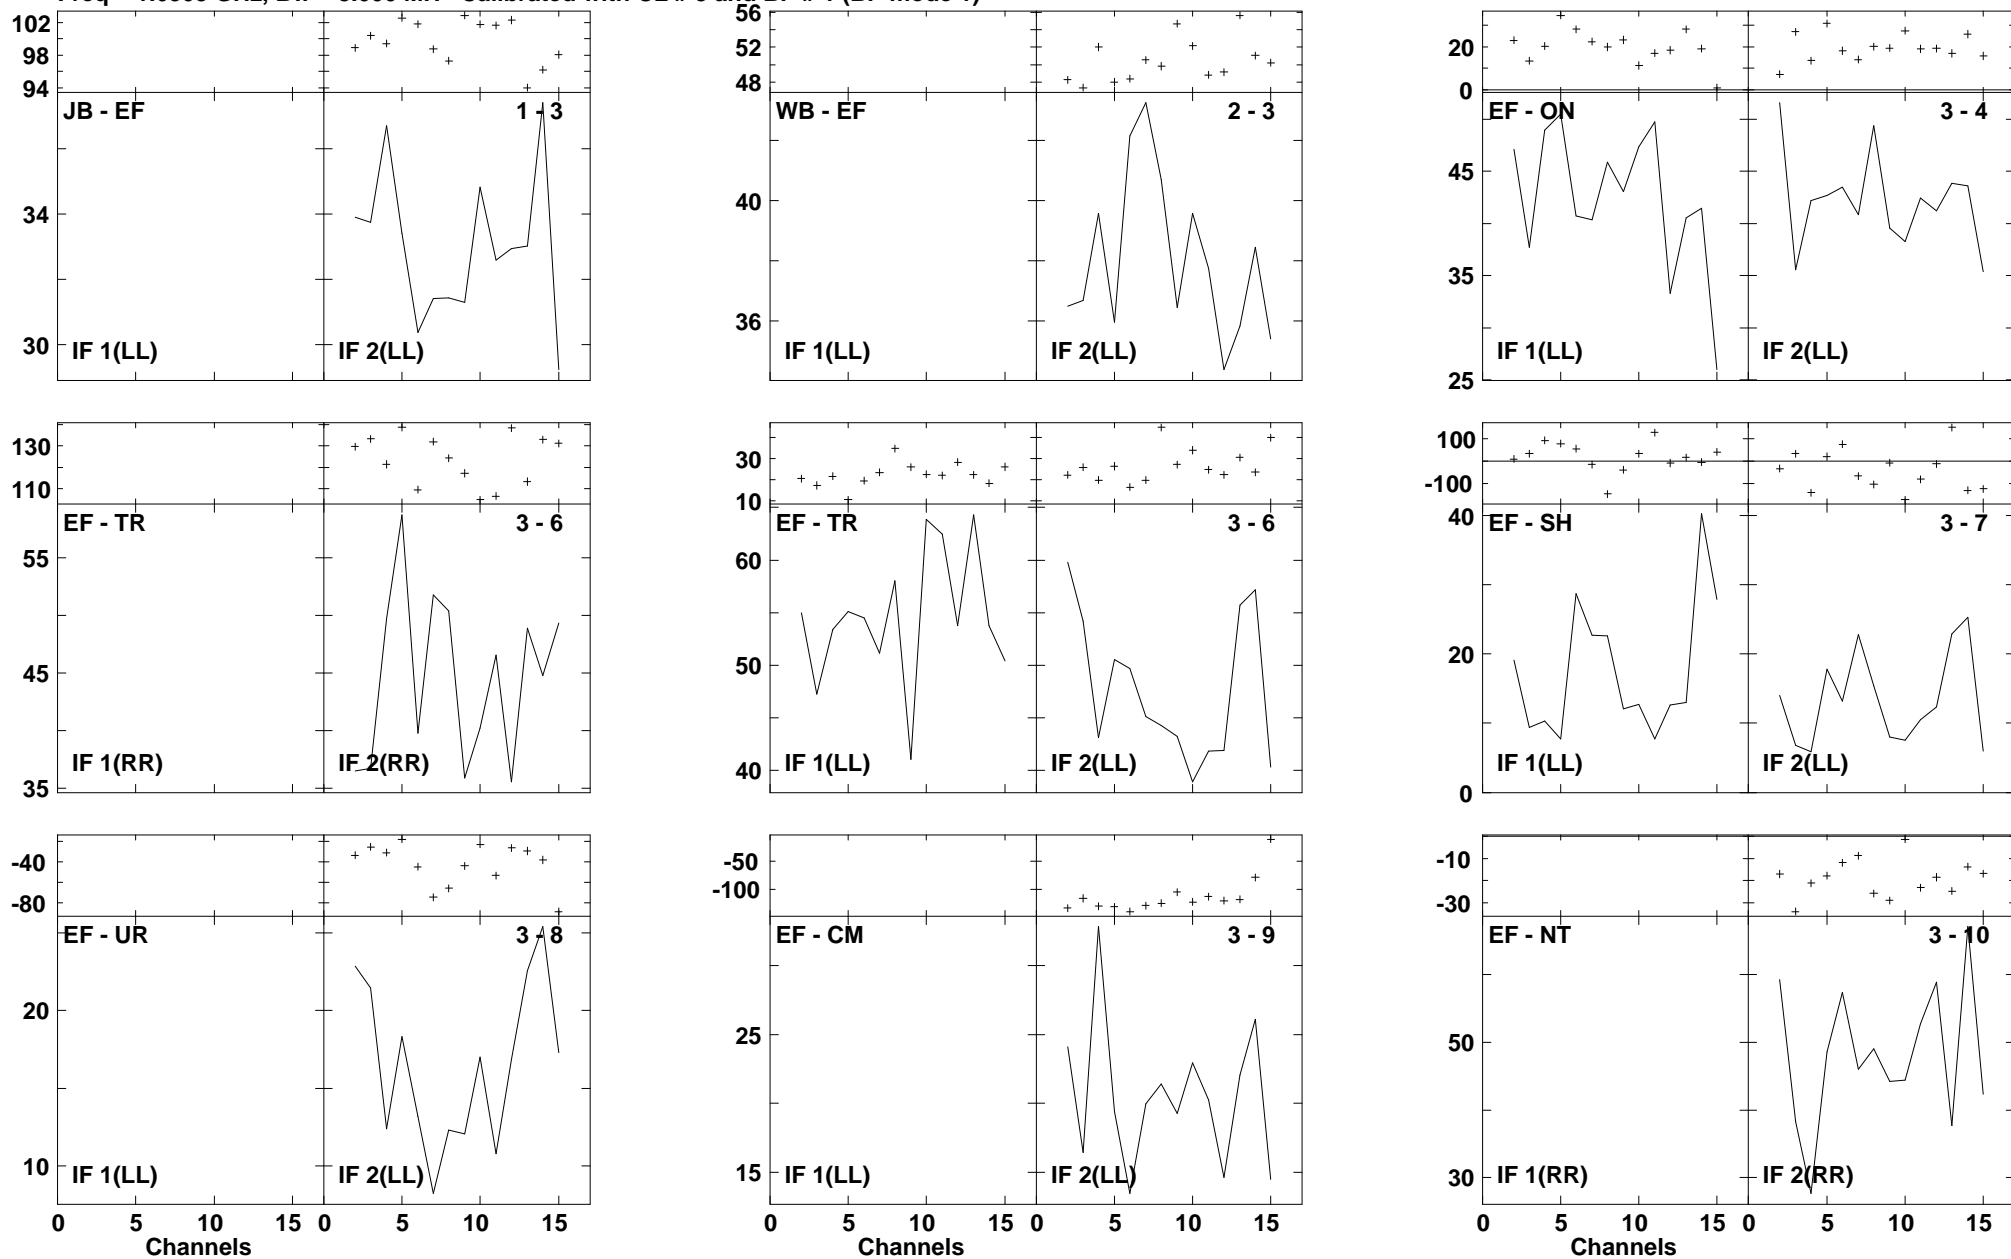 102
98
94
JB - EF
1 - 3
34
30
IF 1(LL)
IF 2(LL)
56
52
48
WB - EF
2 - 3
40
36
IF 1(LL)
IF 2(LL)
20
0
EF - ON
3 - 4
45
35
25
IF 1(LL)
IF 2(LL)
130
110
EF - TR
3 - 6
55
45
35
IF 1(RR)
IF 2(RR)
30
10
EF - TR
3 - 6
60
50
40
IF 1(LL)
IF 2(LL)
100
-100
EF - SH
3 - 7
40
20
0
IF 1(LL)
IF 2(LL)
-40
-80
EF - UR
3 - 8
20
10
IF 1(LL)
IF 2(LL)
0 5 10 15 0 5 10 15
Channels
-50
-100
EF - CM
3 - 9
25
15
IF 1(LL)
IF 2(LL)
0 5 10 15 0 5 10 15
Channels
-10
-30
EF - NT
3 - 10
50
30
IF 1(RR)
IF 2(RR)
0 5 10 15 0 5 10 15
Channels